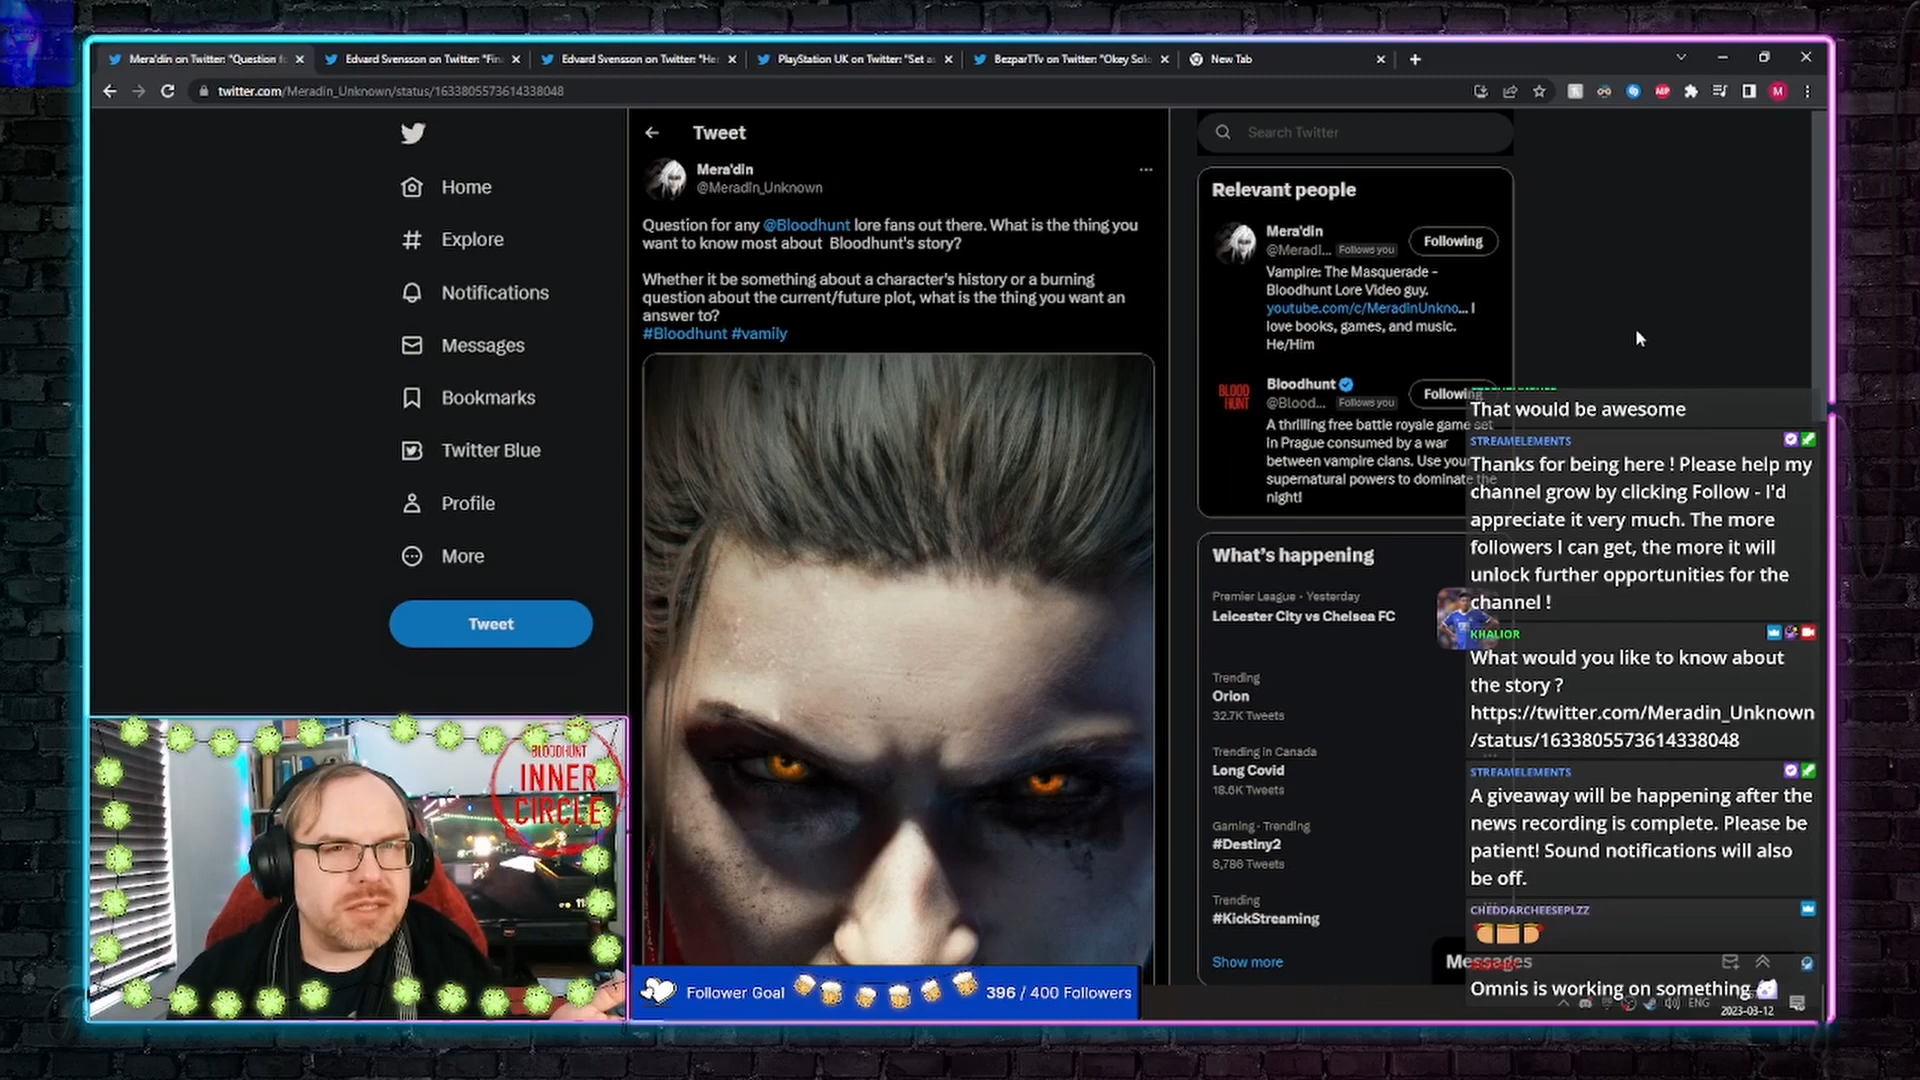 Mera'din on Twitter: "Question fo
Edvard Svensson on Twitter: "Fin
Edvard Svensson on Twitter: "He
PlayStation UK on Twitter: "Set a
BezparTTv on Twitter: "Okey Sol
New Tab
twitter.com/Meradin_Unknown/status/1633805573614338048
ABP
M
Home
Explore
Notifications
Messages
Bookmarks
Twitter Blue
Profile
More
Tweet
Tweet
Mera'din
@Meradin_Unknown
Question for any @Bloodhunt lore fans out there. What is the thing you
want to know most about Bloodhunt's story?
Whether it be something about a character's history or a burning
question about the current/future plot, what is the thing you want an
answer to?
#Bloodhunt #vamily
Search Twitter
Relevant people
Mera'din
@Meradi... Follows you
Following
Vampire: The Masquerade -
Bloodhunt Lore Video guy.
youtube.com/c/MeradinUnkno... I
love books, games, and music.
He/Him
BLOOD
HUNT
Bloodhunt
@Blood... Follows you
Following
A thrilling free battle royale game set
in Prague consumed by a war
between vampire clans. Use your
supernatural powers to dominate the
night!
What's happening
Premier League · Yesterday
Leicester City vs Chelsea FC
Trending
Orion
32.7K Tweets
Trending in Canada
Long Covid
18.6K Tweets
Gaming · Trending
#Destiny2
8,786 Tweets
Trending
#KickStreaming
Show more
Messages
That would be awesome
STREAMELEMENTS
Thanks for being here ! Please help my
channel grow by clicking Follow - I'd
appreciate it very much. The more
followers I can get, the more it will
unlock further opportunities for the
channel !
KHALIOR
What would you like to know about
the story ?
https://twitter.com/Meradin_Unknown
/status/1633805573614338048
STREAMELEMENTS
A giveaway will be happening after the
news recording is complete. Please be
patient! Sound notifications will also
be off.
CHEDDARCHEESEPLZZ
Omnis is working on something
ENG
2023-03-12
BLOODHUNT
INNER
CIRCLE
Follower Goal
396 / 400 Followers